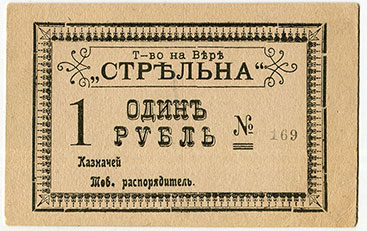 Т-во на Вѣрѣ
„СТРѢЛЬНА“
1 ОДИНЪ РУБЛЬ № 169
Казначей
Тов. распорядитель.